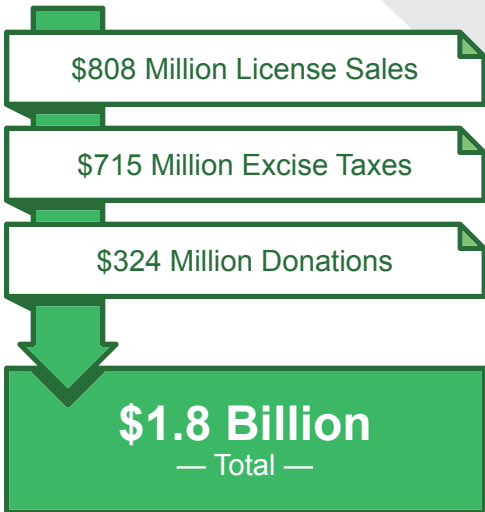 $808 Million License Sales
$715 Million Excise Taxes
$324 Million Donations
$1.8 Billion
— Total —